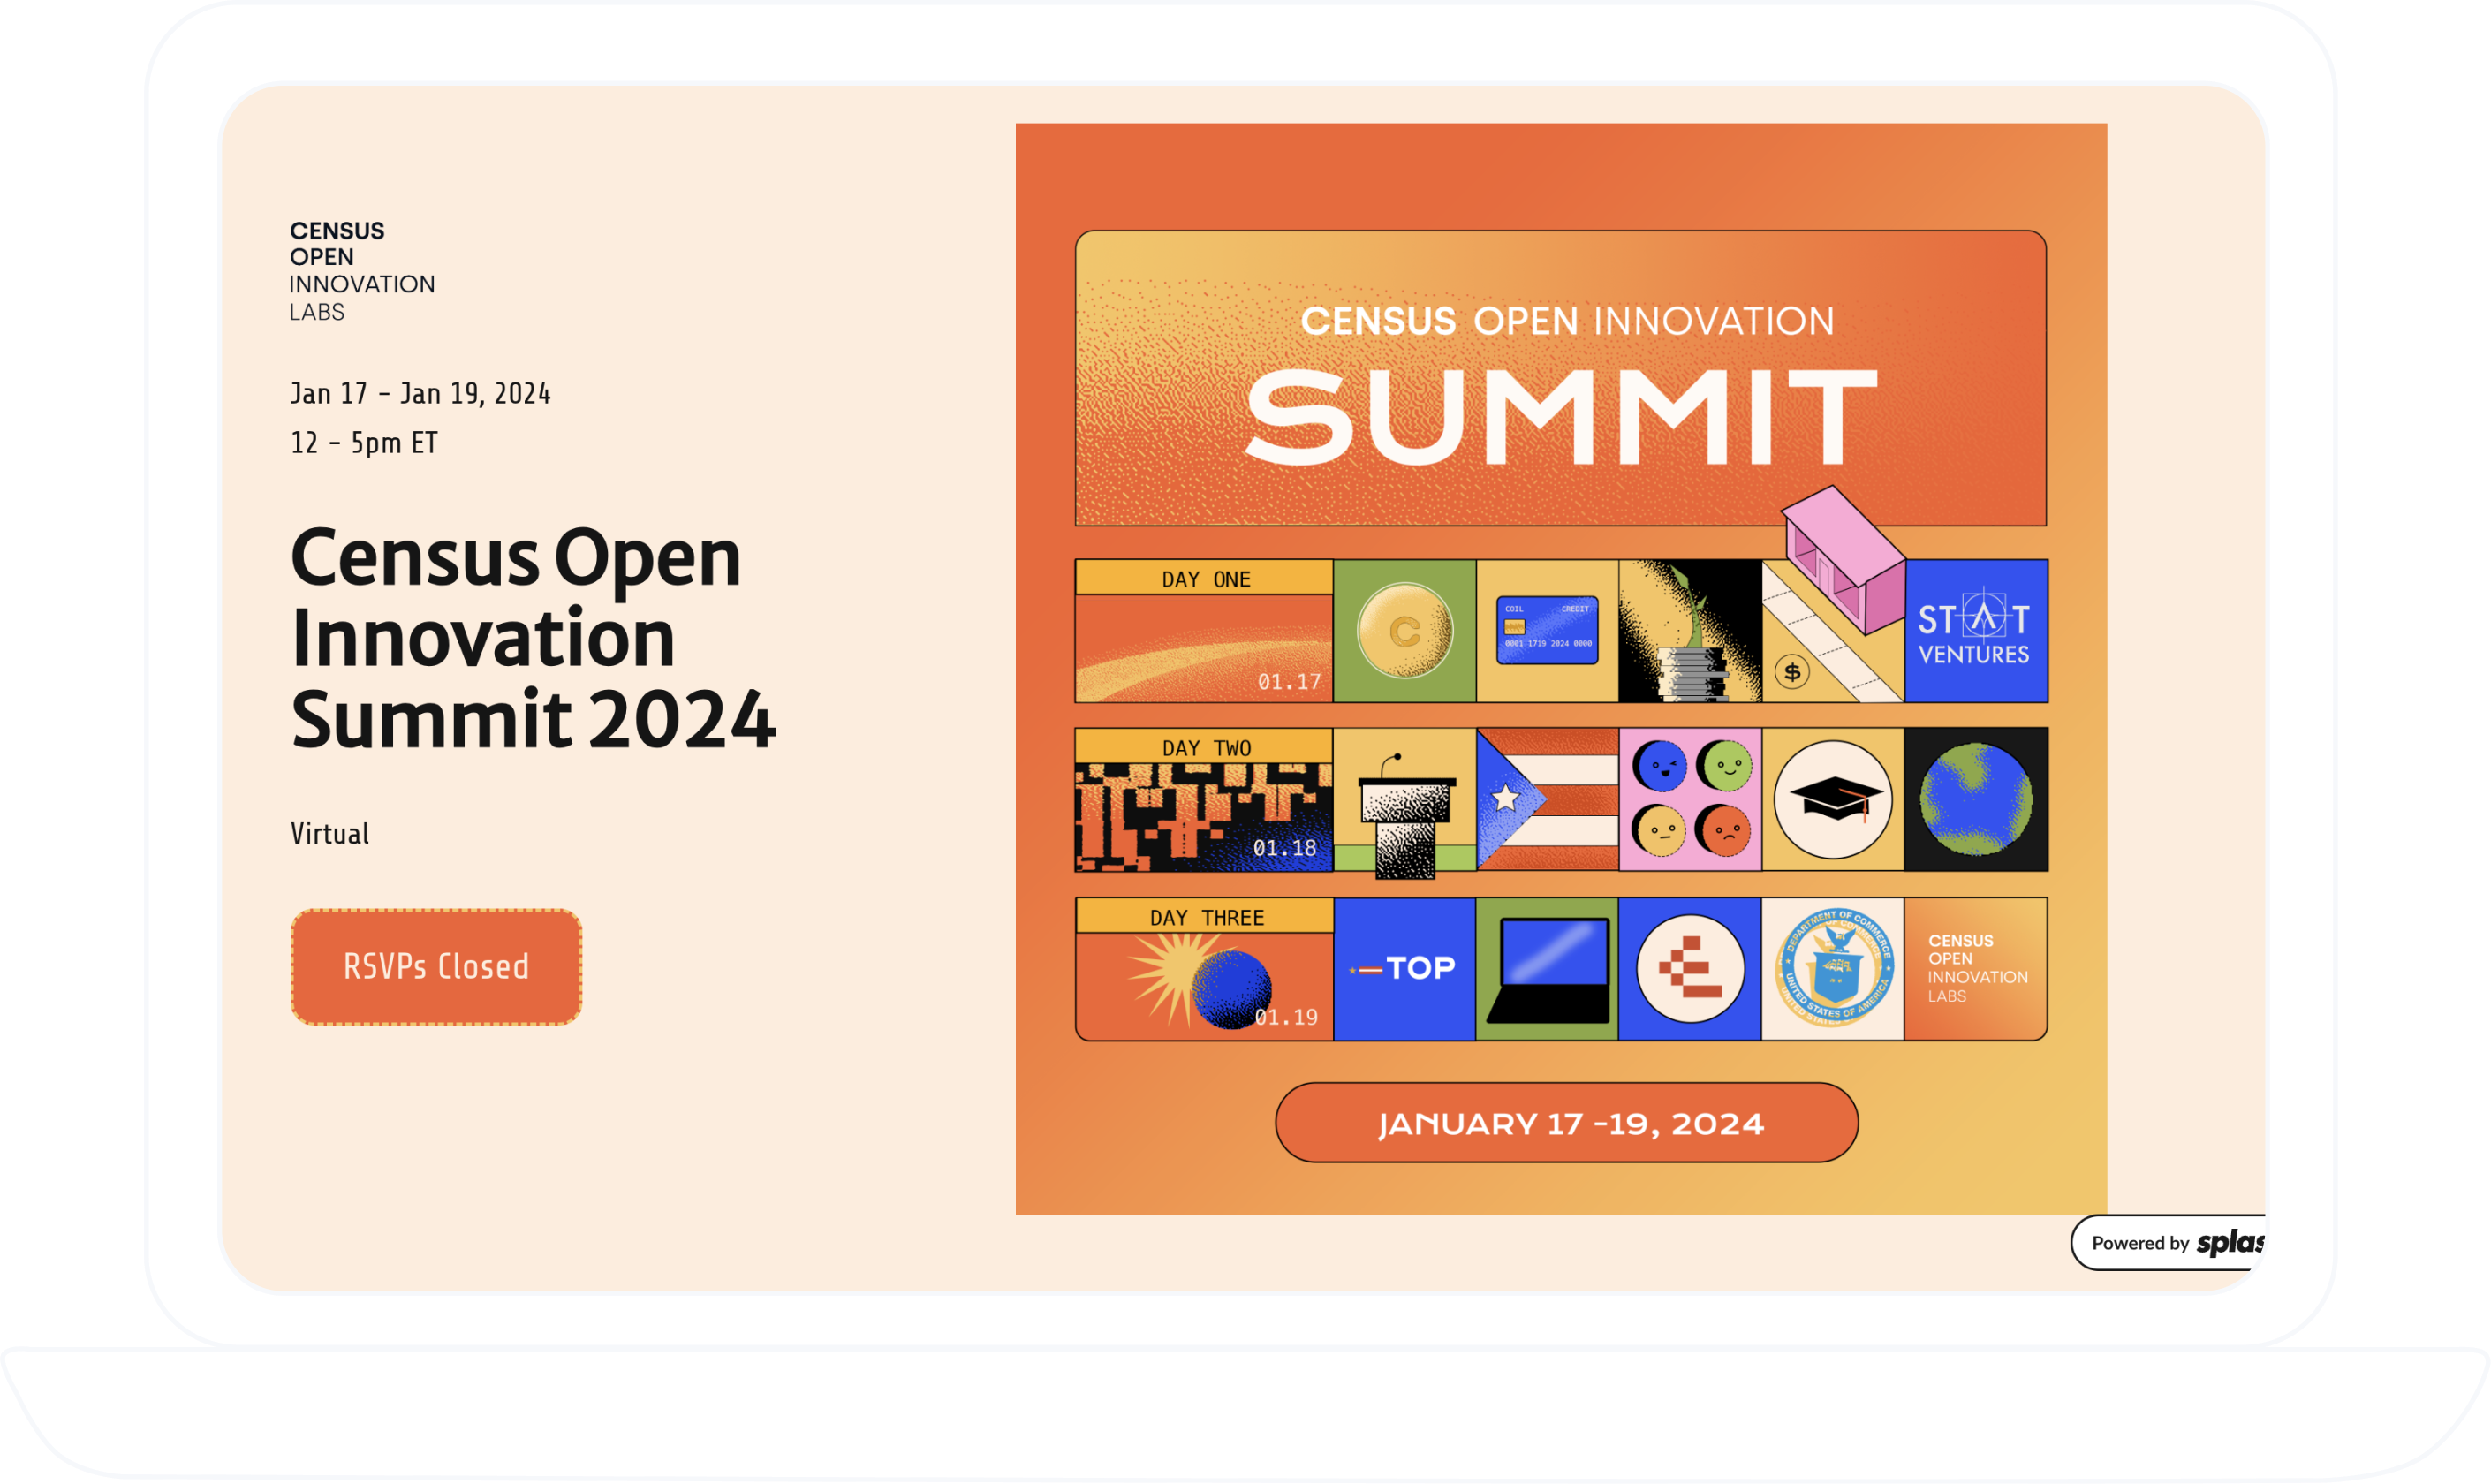 CENSUS
OPEN
INNOVATION
LABS
Jan 17 - Jan 19, 2024
12 - 5pm ET
Census Open
Innovation
Summit 2024
Virtual
RSVPs Closed
CENSUS OPEN INNOVATION
SUMMIT
DAY ONE
01.17
C
COIL CREDIT
0001 1719 2024 0000
$
STAT
VENTURES
DAY TWO
01.18
DAY THREE
01.19
TOP
DEPARTMENT OF COMMERCE
UNITED STATES OF AMERICA
CENSUS
OPEN
INNOVATION
LABS
JANUARY 17 -19, 2024
Powered by splas